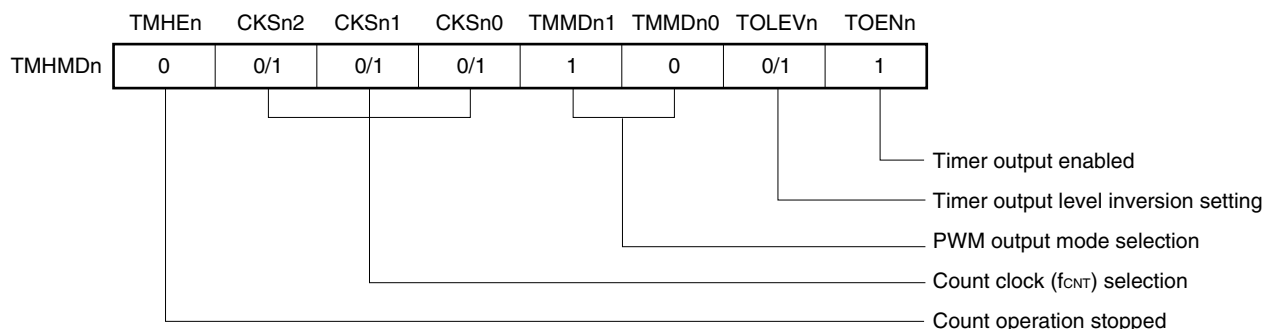 TMHEn CKSn2 CKSn1 CKSn0 TMMDn1 TMMDn0 TOLEVn TOENn
TMHMDn 0 0/1 0/1 0/1 1 0 0/1 1
Timer output enabled
Timer output level inversion setting
PWM output mode selection
Count clock (fCNT) selection
Count operation stopped